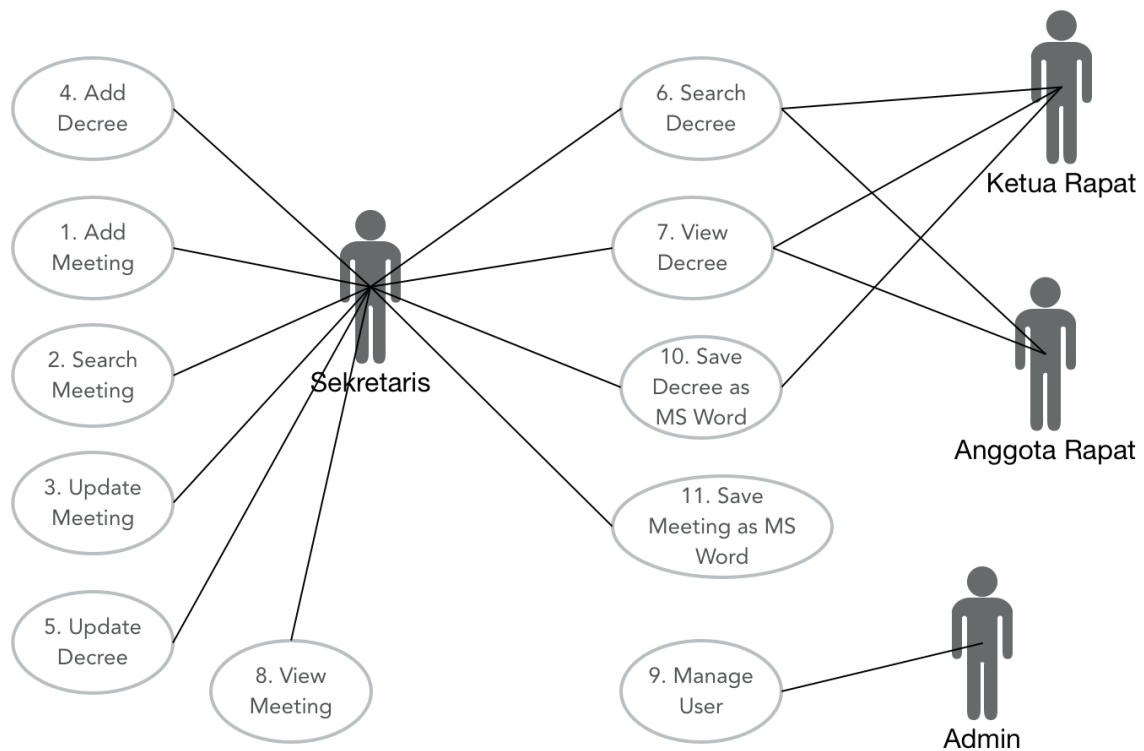 4. Add
Decree
6. Search
Decree
Ketua Rapat
1. Add
Meeting
7. View
Decree
2. Search
Meeting
Sekretaris
10. Save
Decree as
MS Word
Anggota Rapat
3. Update
Meeting
11. Save
Meeting as MS
Word
5. Update
Decree
8. View
Meeting
9. Manage
User
Admin